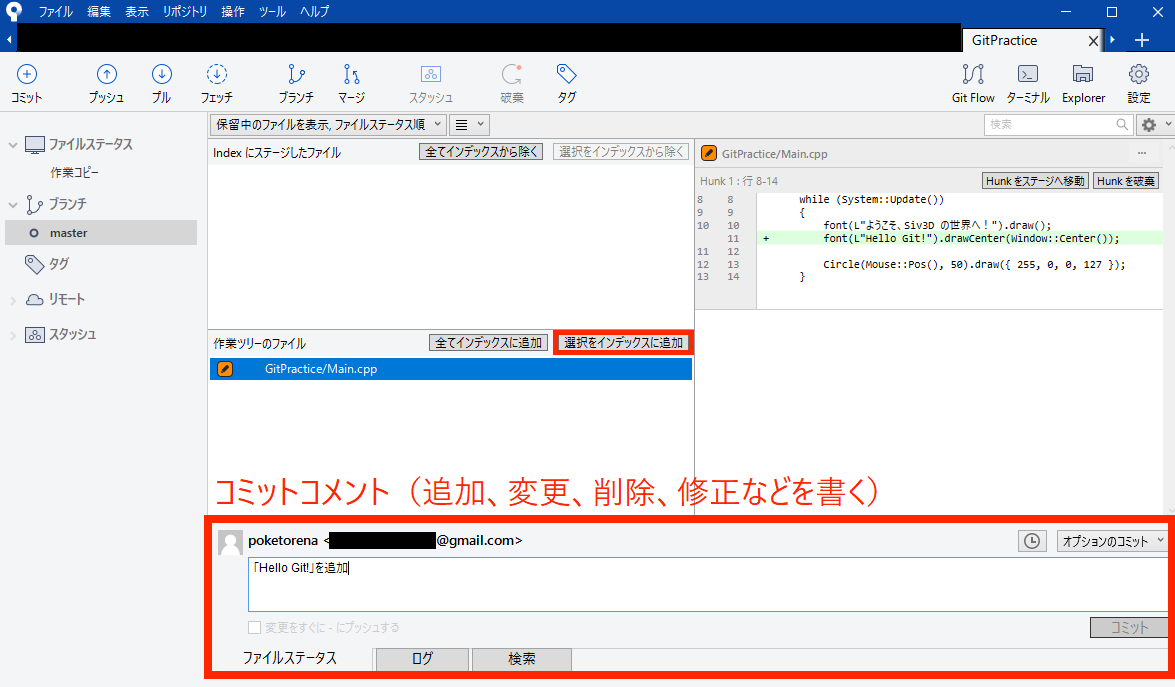 ファイル 編集 表示 リポジトリ 操作 ツール ヘルプ
GitPractice
コミット プッシュ プル フェッチ ブランチ マージ スタッシュ 破棄 タグ Git Flow ターミナル Explorer 設定
保留中のファイルを表示, ファイルステータス順
検索
ファイルステータス
作業コピー
ブランチ
master
タグ
リモート
スタッシュ
Index にステージしたファイル 全てインデックスから除く 選択をインデックスから除く
作業ツリーのファイル 全てインデックスに追加 選択をインデックスに追加
GitPractice/Main.cpp
GitPractice/Main.cpp ...
Hunk 1 : 行 8-14 Hunk をステージへ移動 Hunk を破棄
8 8 while (System::Update())
9 9 {
10 10 font(L"ようこそ、Siv3D の世界へ！").draw();
11 + font(L"Hello Git!").drawCenter(Window::Center());
11 12
12 13 Circle(Mouse::Pos(), 50).draw({ 255, 0, 0, 127 });
13 14 }
コミットコメント（追加、変更、削除、修正などを書く）
poketorena < @gmail.com>
オプションのコミット
「Hello Git!」を追加
変更をすぐに - にプッシュする
コミット
ファイルステータス ログ 検索